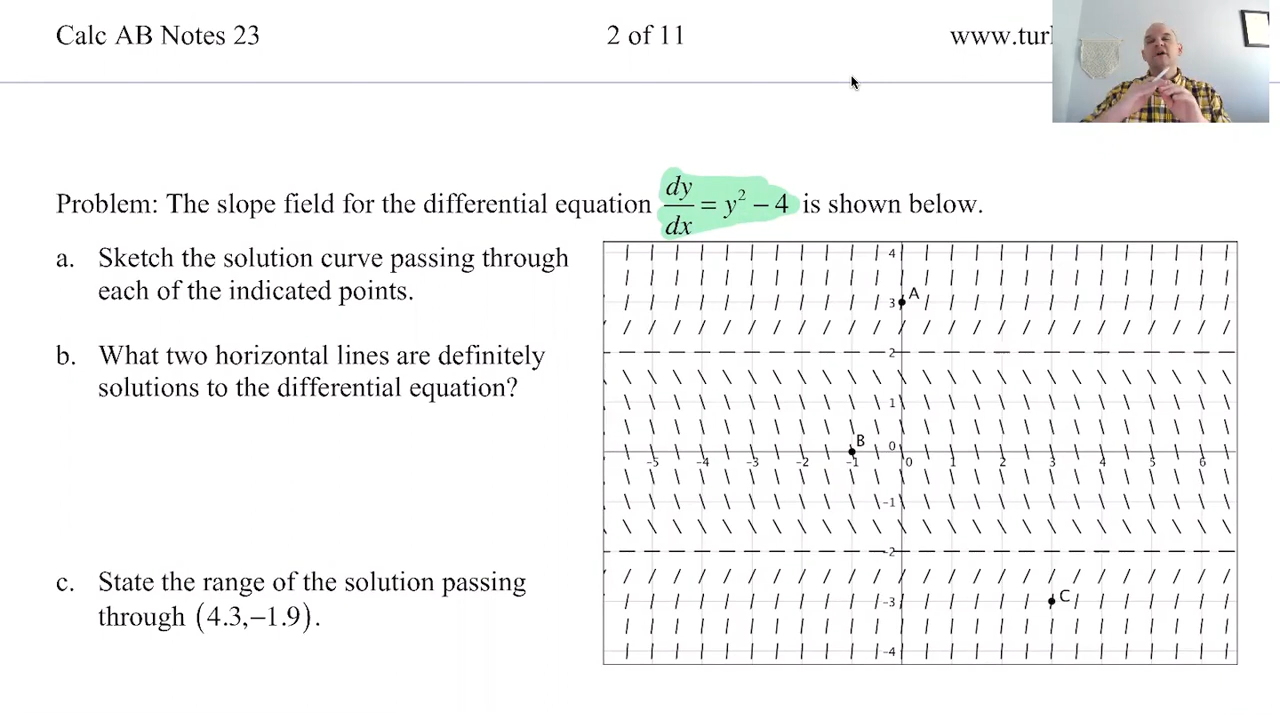 Calc AB Notes 23
2 of 11
www.tur
Problem: The slope field for the differential equation dy/dx = y² − 4 is shown below.
a. Sketch the solution curve passing through
each of the indicated points.
b. What two horizontal lines are definitely
solutions to the differential equation?
c. State the range of the solution passing
through (4.3,−1.9).
4
3
A
2
1
B
0
-5 -4 -3 -2 -1 0 1 2 3 4 5 6
-1
-2
-3
C
-4